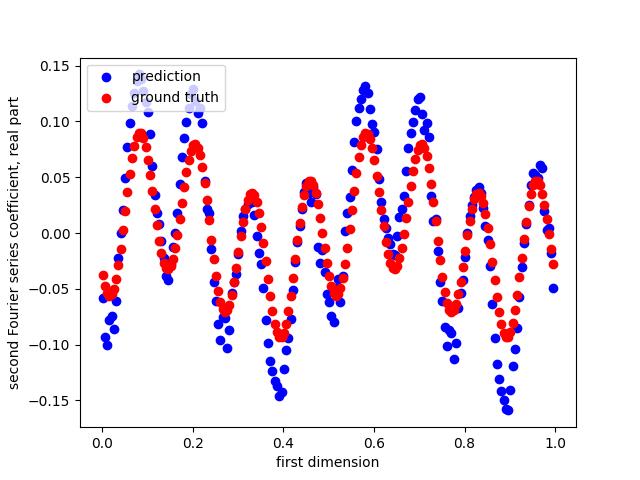 prediction
ground truth
second Fourier series coefficient, real part
0.15
0.10
0.05
0.00
−0.05
−0.10
−0.15
0.0 0.2 0.4 0.6 0.8 1.0
first dimension